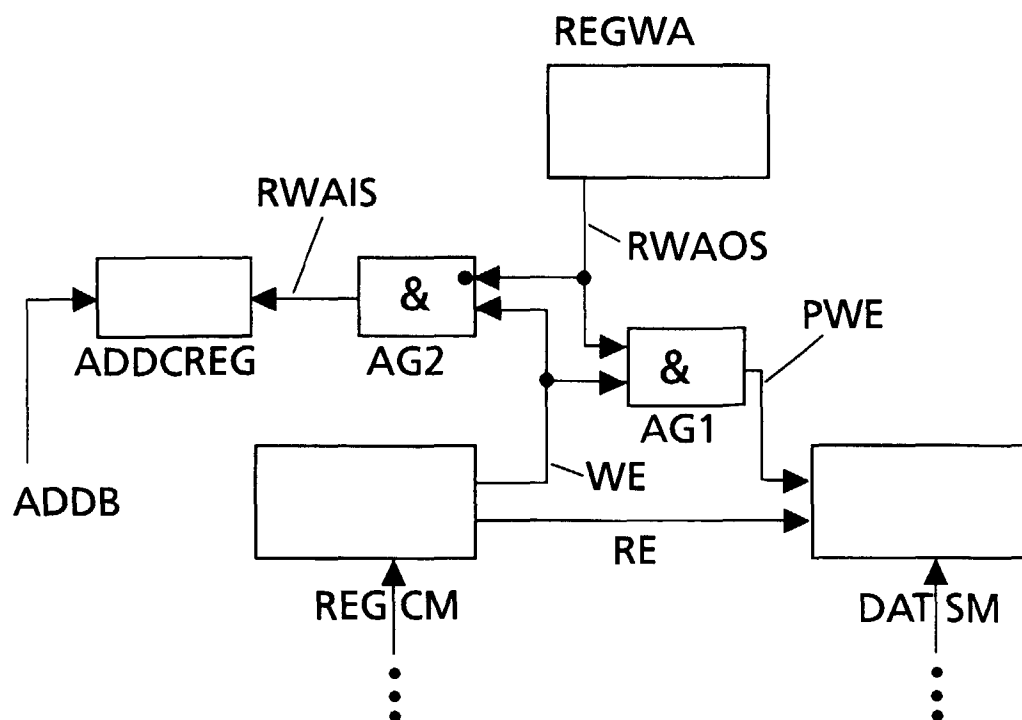 REGWA
RWAIS
RWAOS
&
ADDCREG
AG2
PWE
&
AG1
ADDB
WE
RE
REG CM
DAT SM